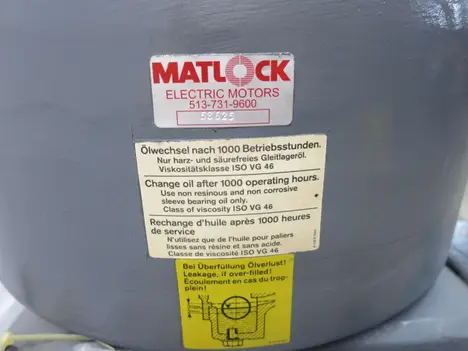 MATLOCK
ELECTRIC MOTORS
513-731-9600
58625
Ölwechsel nach 1000 Betriebsstunden.
Nur harz- und säurefreies Gleitlageröl.
Viskositätsklasse ISO VG 46
Change oil after 1000 operating hours.
Use non resinous and non corrosive
sleeve bearing oil only.
Class of viscosity ISO VG 46
Rechange d'huile après 1000 heures
de service
N'utilisez que de l'huile pour paliers
lisses sans résine et sans acide.
Classe de viscosité ISO VG 46
Bei Überfüllung Ölverlust!
Leakage, if over-filled!
Écoulement en cas du trop-
plein!